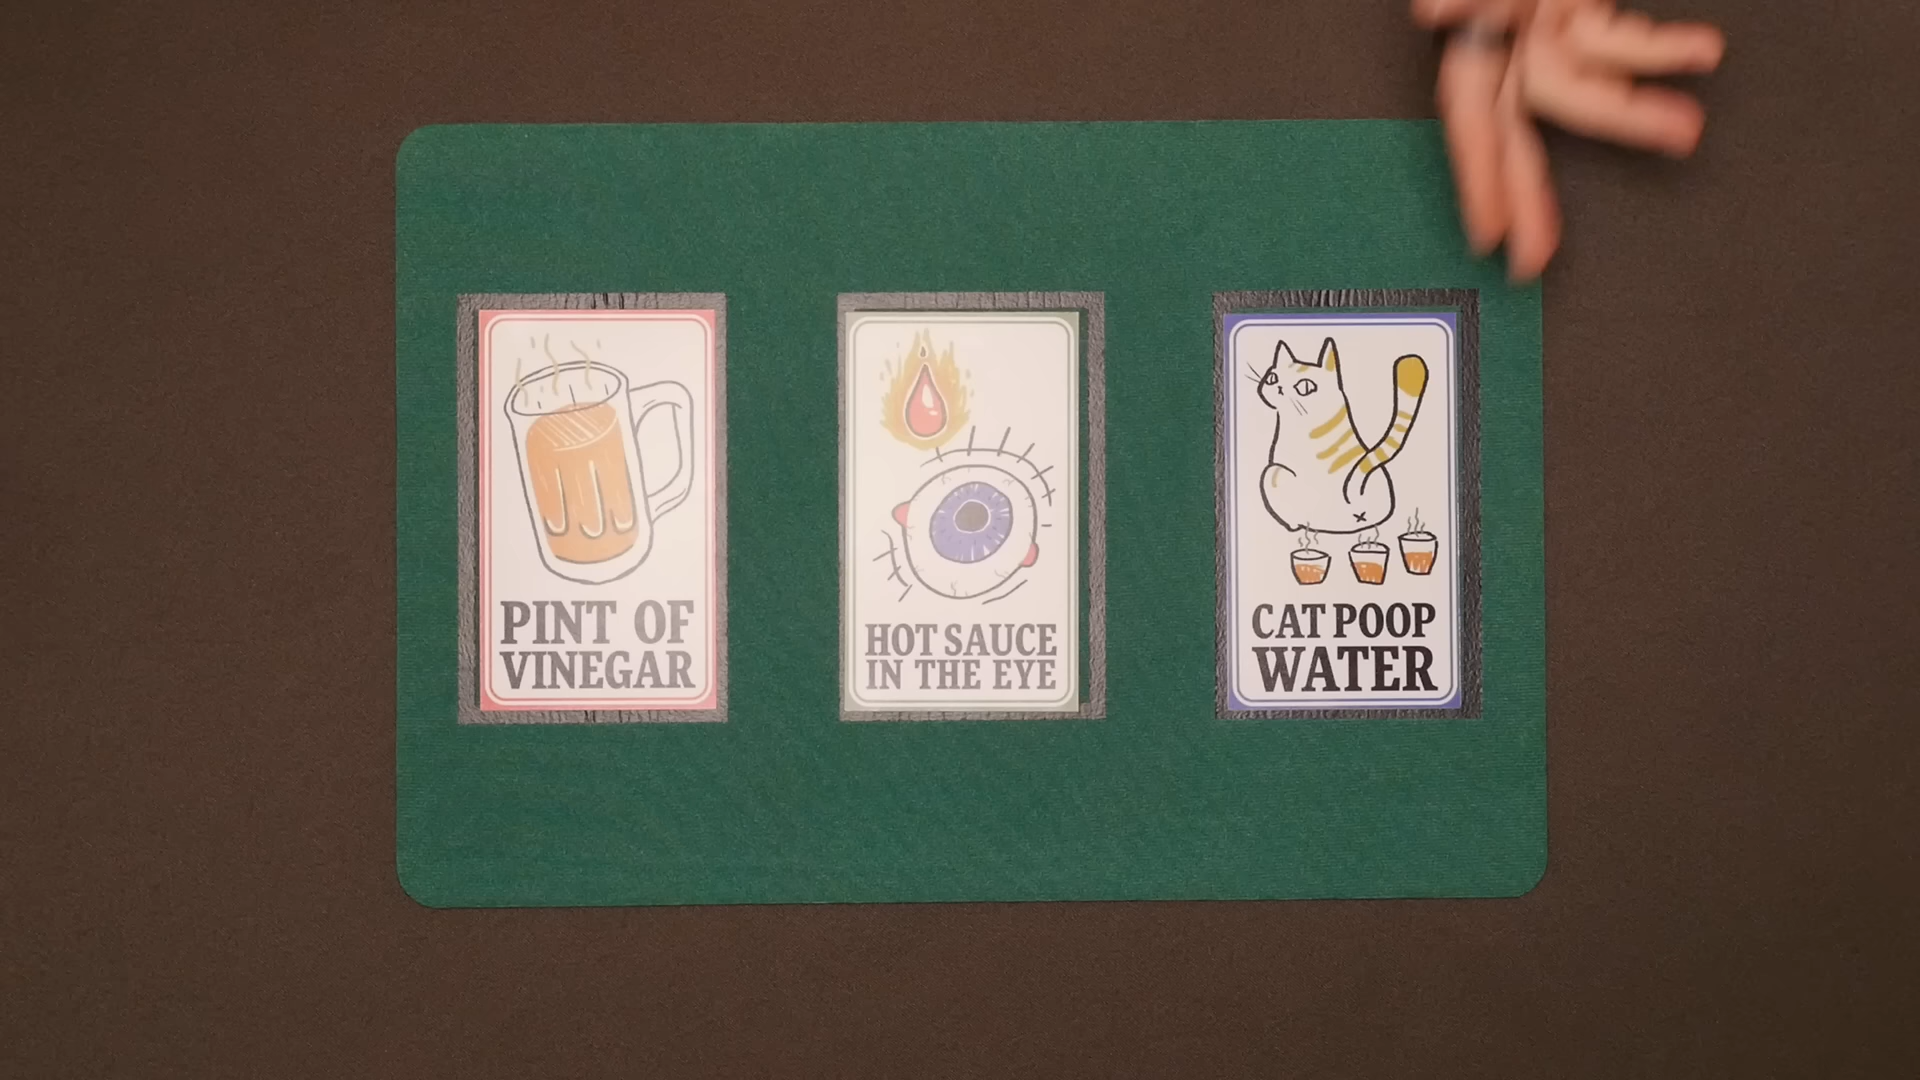 PINT OF
VINEGAR
HOT SAUCE
IN THE EYE
CAT POOP
WATER